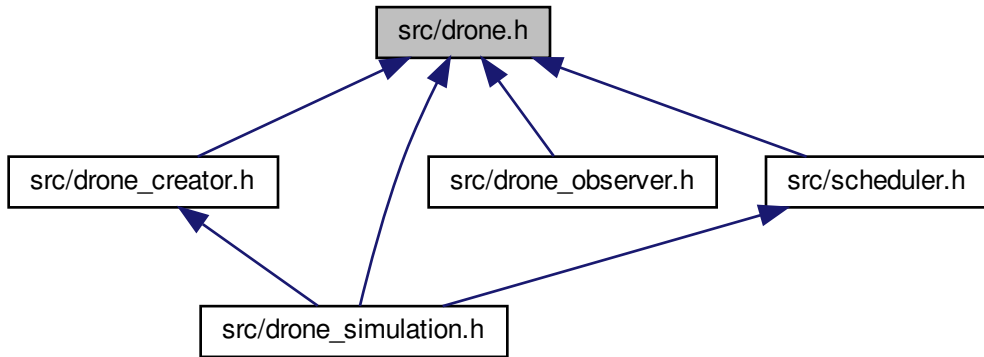 src/drone.h
src/drone_creator.h
src/drone_observer.h
src/scheduler.h
src/drone_simulation.h